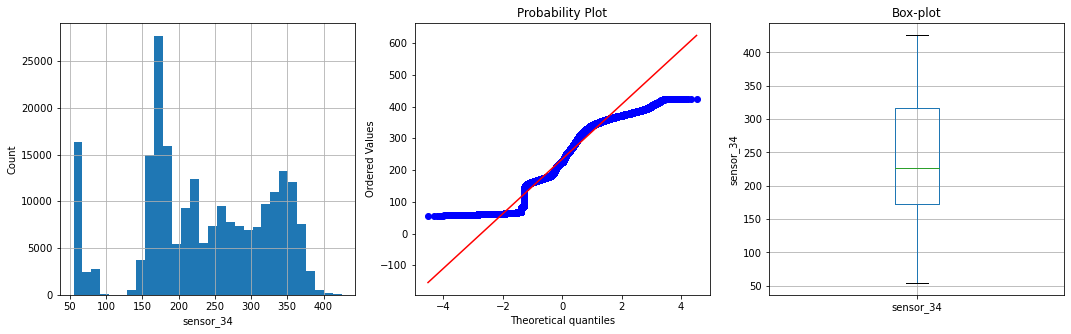 Count
25000
20000
15000
10000
5000
0
50 100 150 200 250 300 350 400
sensor_34
Probability Plot
Ordered Values
600
500
400
300
200
100
0
−100
−4 −2 0 2 4
Theoretical quantiles
Box-plot
sensor_34
400
350
300
250
200
150
100
50
sensor_34